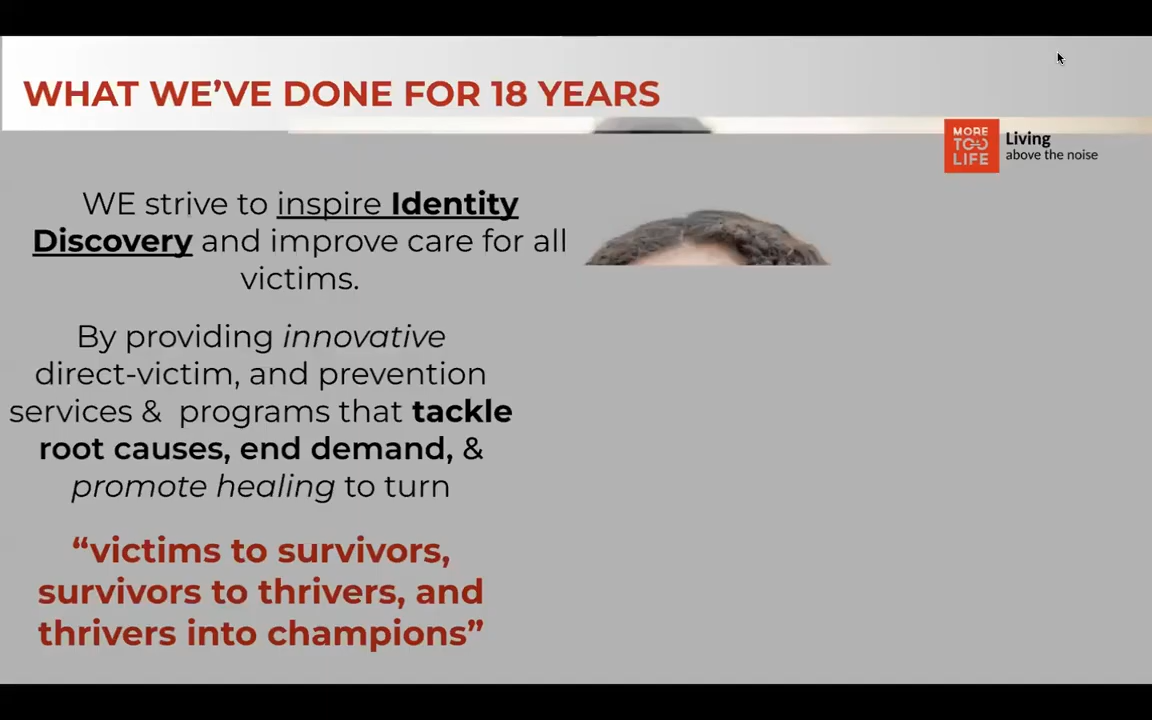 WHAT WE’VE DONE FOR 18 YEARS
MORE
TOO
LIFE
Living
above the noise
WE strive to inspire Identity
Discovery and improve care for all
victims.
By providing innovative
direct-victim, and prevention
services & programs that tackle
root causes, end demand, &
promote healing to turn
“victims to survivors,
survivors to thrivers, and
thrivers into champions”